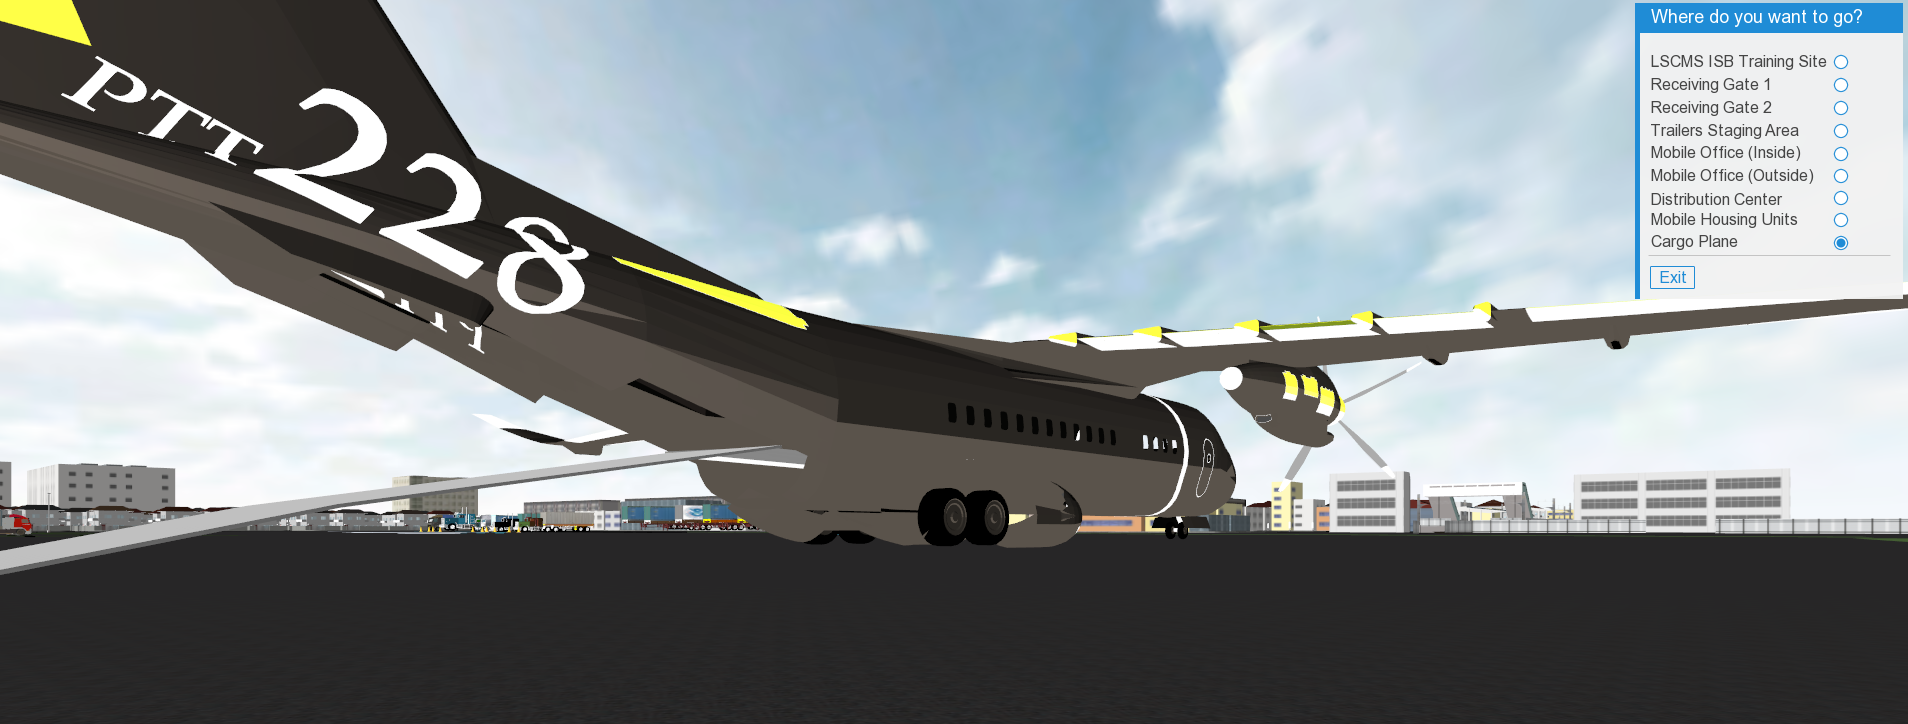 PTT 228
Where do you want to go?
LSCMS ISB Training Site
Receiving Gate 1
Receiving Gate 2
Trailers Staging Area
Mobile Office (Inside)
Mobile Office (Outside)
Distribution Center
Mobile Housing Units
Cargo Plane
Exit